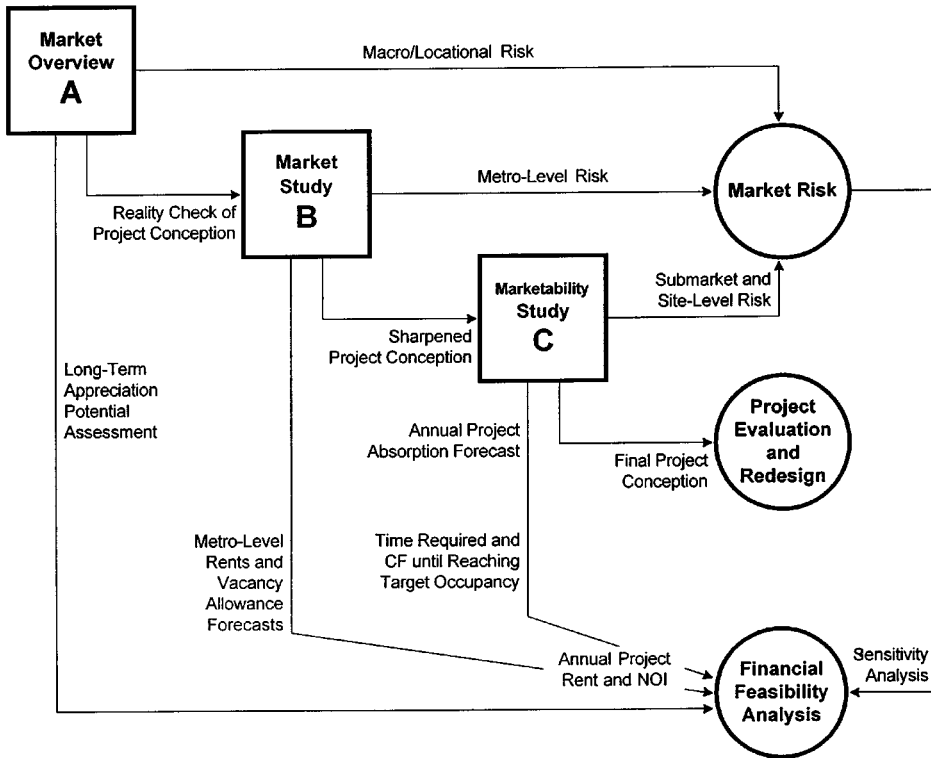 Market
Overview
A
Macro/Locational Risk
Market
Study
B
Metro-Level Risk
Market Risk
Reality Check of
Project Conception
Marketability
Study
C
Submarket and
Site-Level Risk
Sharpened
Project Conception
Long-Term
Appreciation
Potential
Assessment
Annual Project
Absorption Forecast
Final Project
Conception
Project
Evaluation
and
Redesign
Metro-Level
Rents and
Vacancy
Allowance
Forecasts
Time Required and
CF until Reaching
Target Occupancy
Annual Project
Rent and NOI
Financial
Feasibility
Analysis
Sensitivity
Analysis